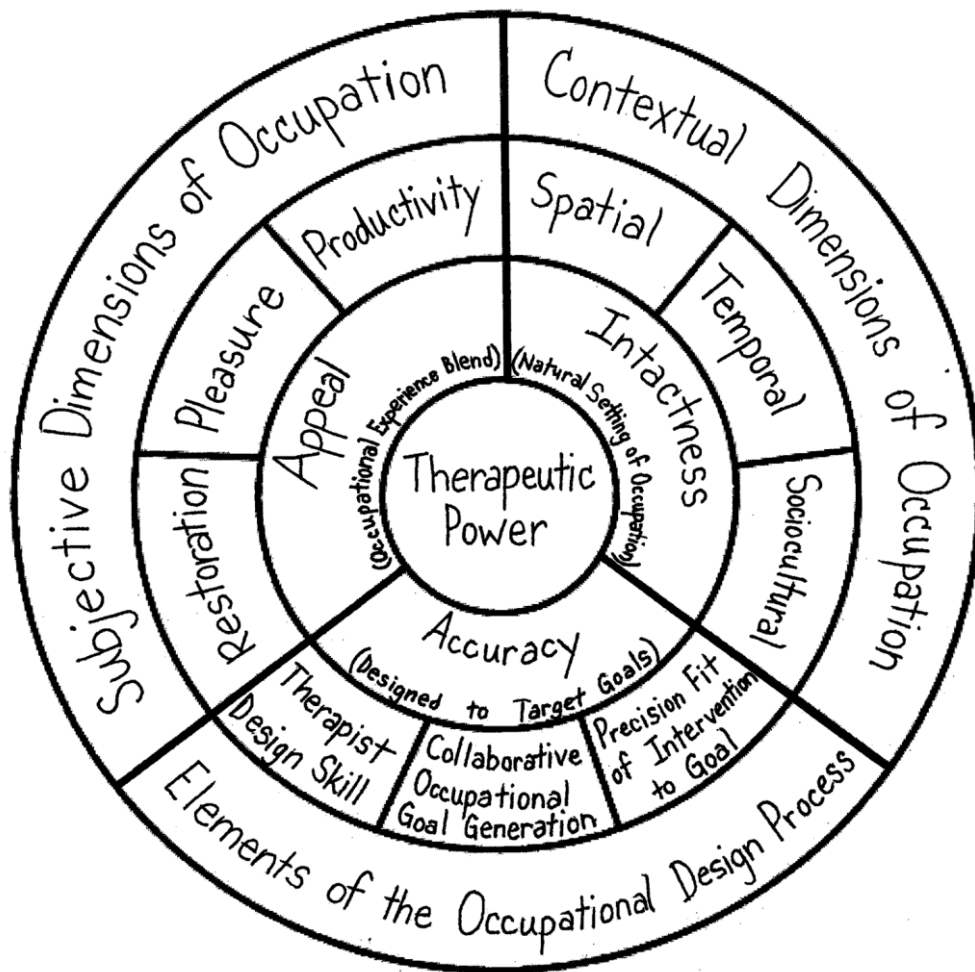 Subjective Dimensions of Occupation
Contextual Dimensions of Occupation
Elements of the Occupational Design Process
Restoration
Pleasure
Productivity
Spatial
Temporal
Sociocultural
Therapist
Design Skill
Collaborative
Occupational
Goal Generation
Precision Fit
of Intervention
to Goal
Appeal
(Occupational Experience Blend)
Intactness
(Natural Setting of Occupation)
Accuracy
(Designed to Target Goals)
Therapeutic
Power